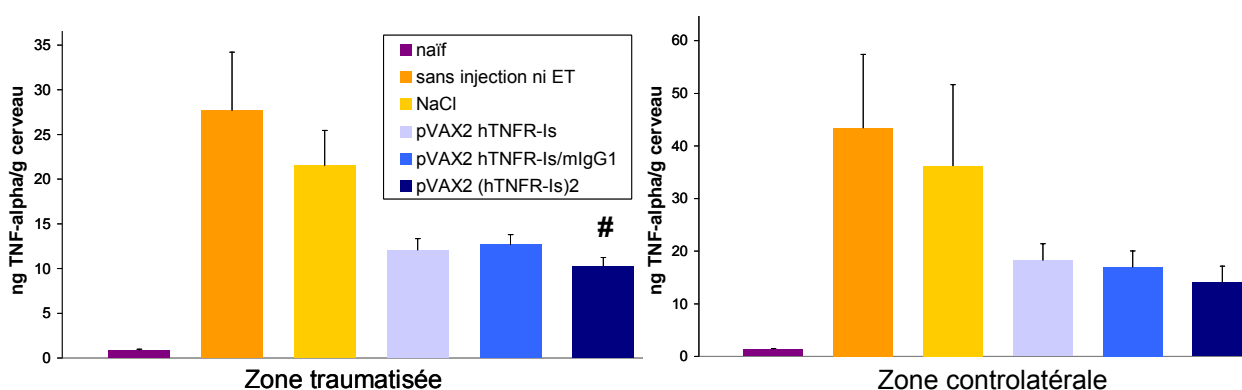 ng TNF-alpha/g cerveau
35
30
25
20
15
10
5
0
naïf
sans injection ni ET
NaCl
pVAX2 hTNFR-Is
pVAX2 hTNFR-Is/mIgG1
pVAX2 (hTNFR-Is)2
#
Zone traumatisée
ng TNF-alpha/g cerveau
60
50
40
30
20
10
0
Zone controlatérale